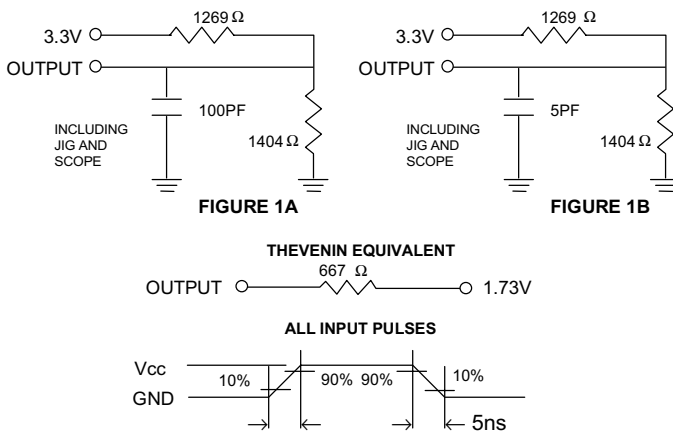 1269 Ω
3.3V
OUTPUT
100PF
INCLUDING
JIG AND
SCOPE
1404 Ω
FIGURE 1A
1269 Ω
3.3V
OUTPUT
5PF
INCLUDING
JIG AND
SCOPE
1404 Ω
FIGURE 1B
THEVENIN EQUIVALENT
667 Ω
OUTPUT 1.73V
ALL INPUT PULSES
Vcc
10% 90% 90% 10%
GND
5ns